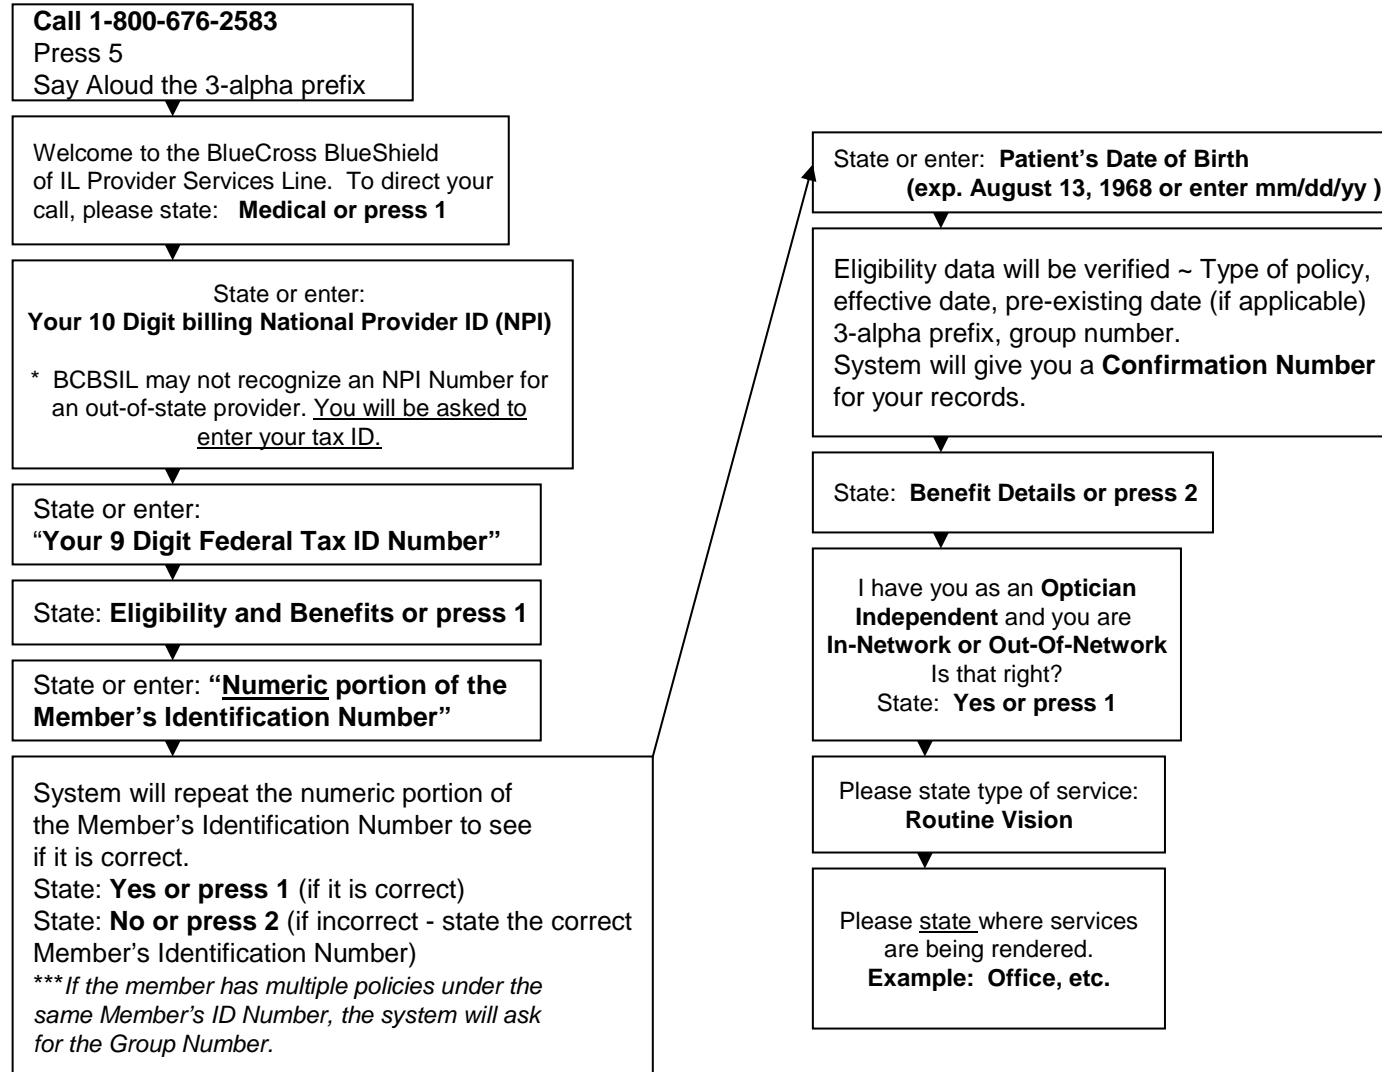 Call 1-800-676-2583
Press 5
Say Aloud the 3-alpha prefix
Welcome to the BlueCross BlueShield
of IL Provider Services Line. To direct your
call, please state: Medical or press 1
State or enter:
Your 10 Digit billing National Provider ID (NPI)
* BCBSIL may not recognize an NPI Number for
an out-of-state provider. You will be asked to
enter your tax ID.
State or enter:
“Your 9 Digit Federal Tax ID Number”
State: Eligibility and Benefits or press 1
State or enter: “Numeric portion of the
Member’s Identification Number”
System will repeat the numeric portion of
the Member’s Identification Number to see
if it is correct.
State: Yes or press 1 (if it is correct)
State: No or press 2 (if incorrect - state the correct
Member’s Identification Number)
***If the member has multiple policies under the
same Member’s ID Number, the system will ask
for the Group Number.
State or enter: Patient’s Date of Birth
(exp. August 13, 1968 or enter mm/dd/yy )
Eligibility data will be verified ~ Type of policy,
effective date, pre-existing date (if applicable)
3-alpha prefix, group number.
System will give you a Confirmation Number
for your records.
State: Benefit Details or press 2
I have you as an Optician
Independent and you are
In-Network or Out-Of-Network
Is that right?
State: Yes or press 1
Please state type of service:
Routine Vision
Please state where services
are being rendered.
Example: Office, etc.